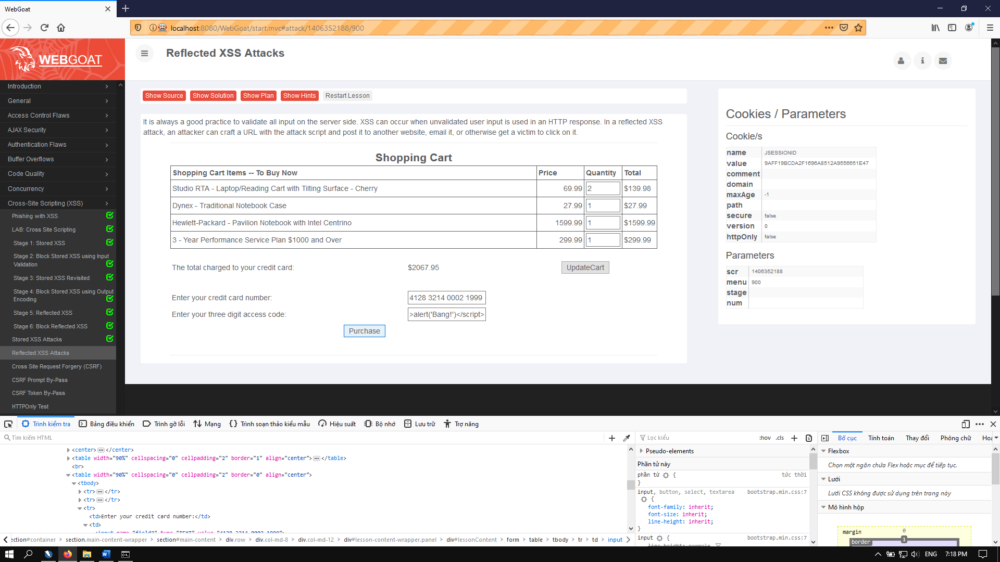 WebGoat
localhost:8080/WebGoat/start.mvc#attack/1406352188/900
WEBGOAT
Reflected XSS Attacks
Introduction
General
Access Control Flaws
AJAX Security
Authentication Flaws
Buffer Overflows
Code Quality
Concurrency
Cross-Site Scripting (XSS)
Phishing with XSS
LAB: Cross Site Scripting
Stage 1: Stored XSS
Stage 2: Block Stored XSS using Input
Validation
Stage 3: Stored XSS Revisited
Stage 4: Block Stored XSS using Output
Encoding
Stage 5: Reflected XSS
Stage 6: Block Reflected XSS
Stored XSS Attacks
Reflected XSS Attacks
Cross Site Request Forgery (CSRF)
CSRF Prompt By-Pass
CSRF Token By-Pass
HTTPOnly Test
Show Source Show Solution Show Plan Show Hints Restart Lesson
It is always a good practice to validate all input on the server side. XSS can occur when unvalidated user input is used in an HTTP response. In a reflected XSS
attack, an attacker can craft a URL with the attack script and post it to another website, email it, or otherwise get a victim to click on it.
Shopping Cart
Shopping Cart Items -- To Buy Now Price Quantity Total
Studio RTA - Laptop/Reading Cart with Tilting Surface - Cherry 69.99 2 $139.98
Dynex - Traditional Notebook Case 27.99 1 $27.99
Hewlett-Packard - Pavilion Notebook with Intel Centrino 1599.99 1 $1599.99
3 - Year Performance Service Plan $1000 and Over 299.99 1 $299.99
The total charged to your credit card: $2067.95 UpdateCart
Enter your credit card number: 4128 3214 0002 1999
Enter your three digit access code: >alert('Bang!')</script>
Purchase
Cookies / Parameters
Cookie/s
name JSESSIONID
value 9AFF19BCDA2F1696A8512A9556651E47
comment
domain
maxAge -1
path
secure false
version 0
httpOnly false
Parameters
scr 1406352188
menu 900
stage
num
Trình kiểm tra Bảng điều khiển Trình gỡ lỗi Mạng Trình soạn thảo kiểu mẫu Hiệu suất Bộ nhớ Lưu trữ Trợ năng
Tìm kiếm HTML
<center></center>
<table width="90%" cellspacing="0" cellpadding="2" border="1" align="center"></table>
<br>
<table width="90%" cellspacing="0" cellpadding="2" border="0" align="center">
<tbody>
<tr></tr>
<tr></tr>
<tr>
<td>Enter your credit card number:</td>
<td>
<input name="field2" type="TEXT" value="4128 3214 0002 1999">
ection#container section.main-content-wrapper section#main-content div.row div.col-md-8 div.col-md-12 div#lesson-content-wrapper.panel div#lessonContent form table tbody tr td input
Lọc kiểu :hov .cls
Pseudo-elements
Phần tử này
phần tử { tức thời
}
input, button, select, textarea bootstrap.min.css:7
{
font-family: inherit;
font-size: inherit;
line-height: inherit;
}
input { bootstrap.min.css:7
line-height: normal;
Bố cục Tính toán Thay đổi Phông chữ Hoạ
Flexbox
Chọn một ngăn chứa Flex hoặc mục để tiếp tục.
Lưới
Lưới CSS không được sử dụng trên trang này
Mô hình hộp
margin 0
border 1
ENG 7:18 PM